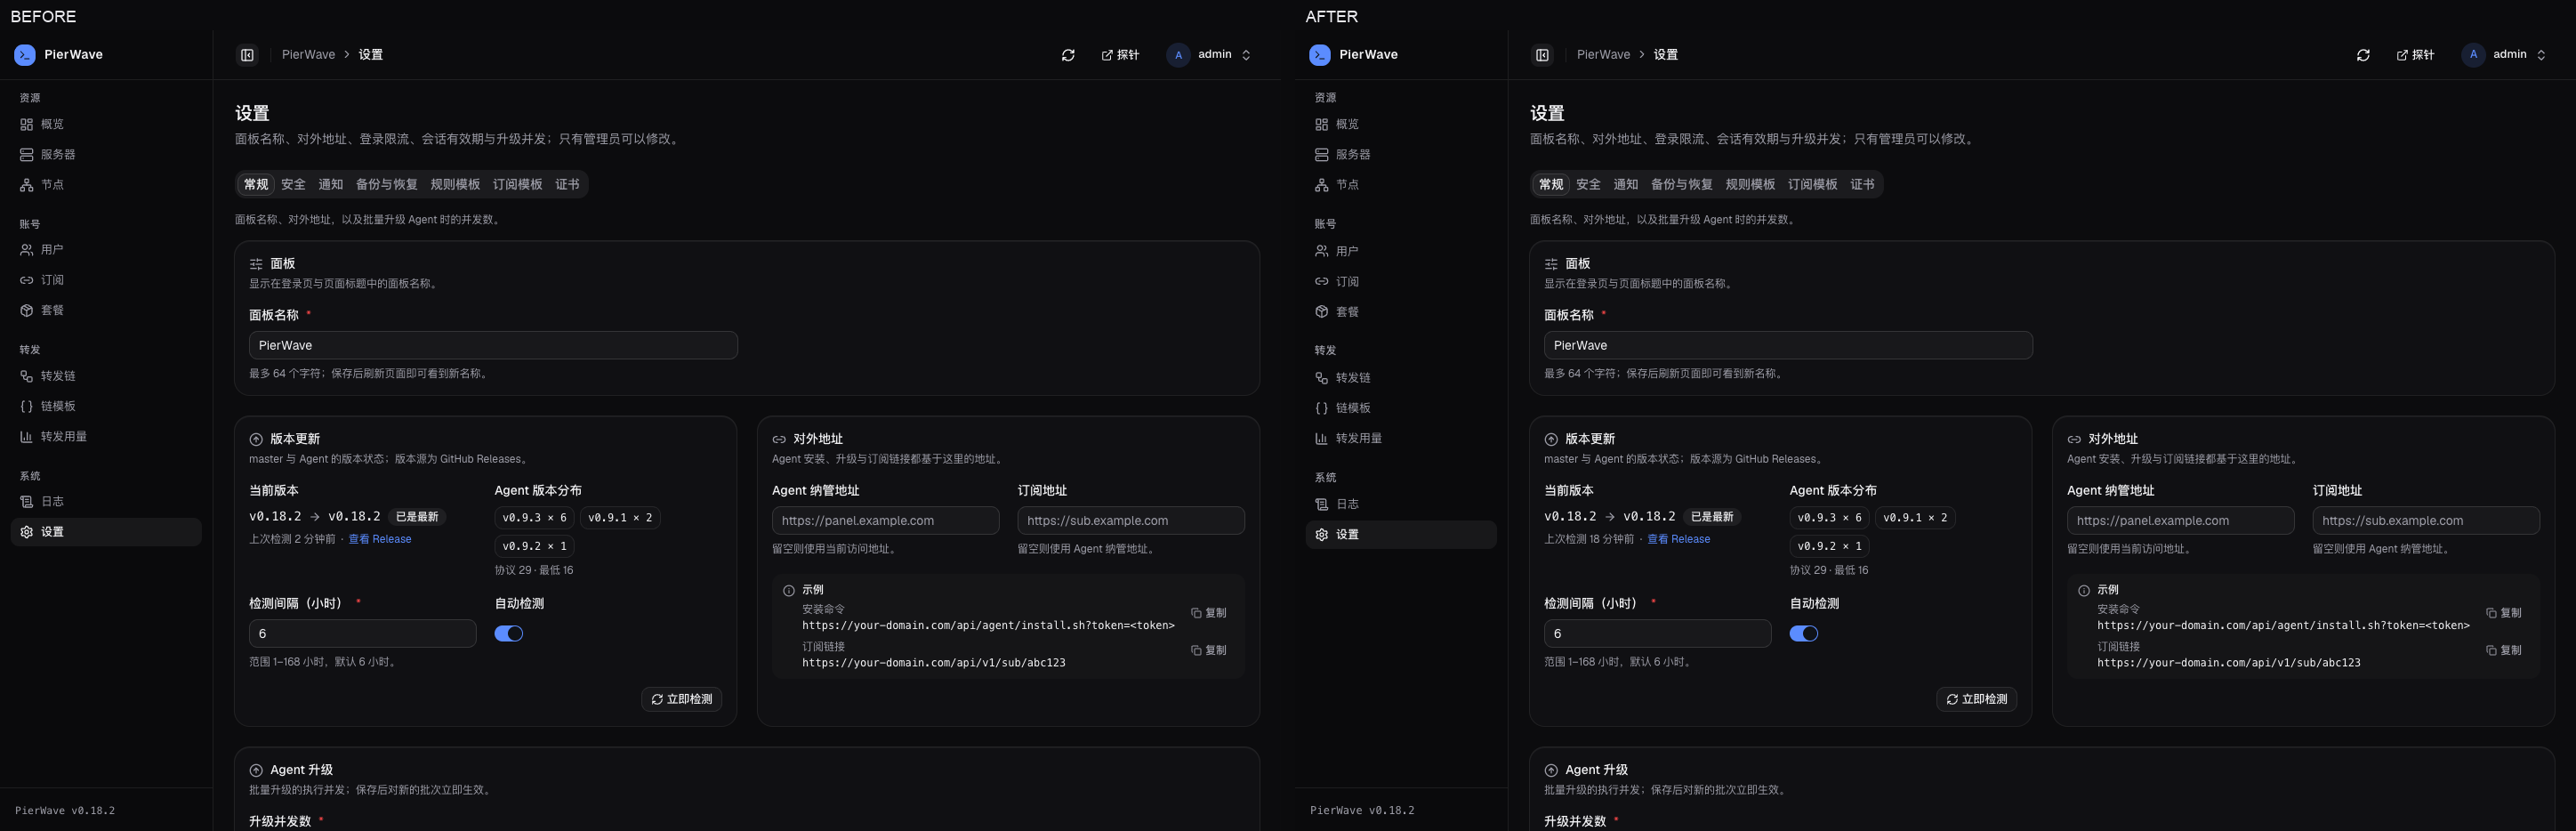 BEFORE
PierWave
PierWave > 设置
探针
A admin
资源
概览
服务器
节点
账号
用户
订阅
套餐
转发
转发链
链模板
转发用量
系统
日志
设置
PierWave v0.18.2
设置
面板名称、对外地址、登录限流、会话有效期与升级并发；只有管理员可以修改。
常规 安全 通知 备份与恢复 规则模板 订阅模板 证书
面板名称、对外地址，以及批量升级 Agent 时的并发数。
面板
显示在登录页与页面标题中的面板名称。
面板名称 *
PierWave
最多 64 个字符；保存后刷新页面即可看到新名称。
版本更新
master 与 Agent 的版本状态；版本源为 GitHub Releases。
当前版本
v0.18.2 → v0.18.2 已是最新
上次检测 2 分钟前 · 查看 Release
Agent 版本分布
v0.9.3 × 6 v0.9.1 × 2
v0.9.2 × 1
协议 29 · 最低 16
检测间隔（小时） *
6
范围 1–168 小时，默认 6 小时。
自动检测
立即检测
对外地址
Agent 安装、升级与订阅链接都基于这里的地址。
Agent 纳管地址
https://panel.example.com
留空则使用当前访问地址。
订阅地址
https://sub.example.com
留空则使用 Agent 纳管地址。
示例
安装命令
https://your-domain.com/api/agent/install.sh?token=<token>
复制
订阅链接
https://your-domain.com/api/v1/sub/abc123
复制
Agent 升级
批量升级的执行并发；保存后对新的批次立即生效。
升级并发数 *
AFTER
PierWave
PierWave > 设置
探针
A admin
资源
概览
服务器
节点
账号
用户
订阅
套餐
转发
转发链
链模板
转发用量
系统
日志
设置
PierWave v0.18.2
设置
面板名称、对外地址、登录限流、会话有效期与升级并发；只有管理员可以修改。
常规 安全 通知 备份与恢复 规则模板 订阅模板 证书
面板名称、对外地址，以及批量升级 Agent 时的并发数。
面板
显示在登录页与页面标题中的面板名称。
面板名称 *
PierWave
最多 64 个字符；保存后刷新页面即可看到新名称。
版本更新
master 与 Agent 的版本状态；版本源为 GitHub Releases。
当前版本
v0.18.2 → v0.18.2 已是最新
上次检测 18 分钟前 · 查看 Release
Agent 版本分布
v0.9.3 × 6 v0.9.1 × 2
v0.9.2 × 1
协议 29 · 最低 16
检测间隔（小时） *
6
范围 1–168 小时，默认 6 小时。
自动检测
立即检测
对外地址
Agent 安装、升级与订阅链接都基于这里的地址。
Agent 纳管地址
https://panel.example.com
留空则使用当前访问地址。
订阅地址
https://sub.example.com
留空则使用 Agent 纳管地址。
示例
安装命令
https://your-domain.com/api/agent/install.sh?token=<token>
复制
订阅链接
https://your-domain.com/api/v1/sub/abc123
复制
Agent 升级
批量升级的执行并发；保存后对新的批次立即生效。
升级并发数 *